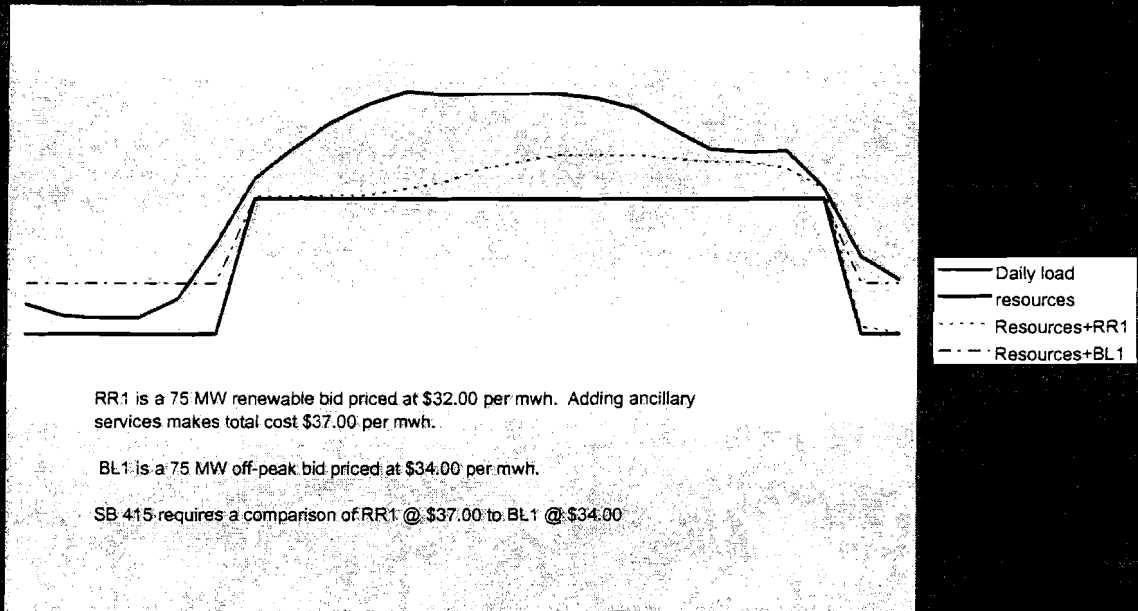 Daily load
resources
Resources+RR1
Resources+BL1
RR1 is a 75 MW renewable bid priced at $32.00 per mwh. Adding ancillary
services makes total cost $37.00 per mwh.
BL1 is a 75 MW off-peak bid priced at $34.00 per mwh.
SB 415 requires a comparison of RR1 @ $37.00 to BL1 @ $34.00